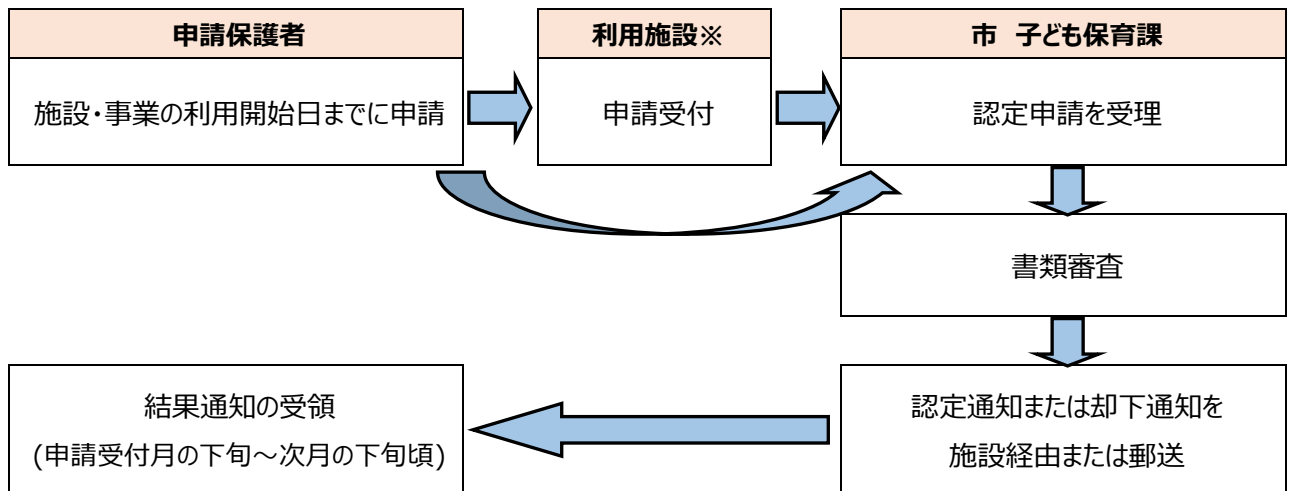 申請保護者
利用施設※
市　子ども保育課
施設・事業の利用開始日までに申請
申請受付
認定申請を受理
書類審査
結果通知の受領
(申請受付月の下旬～次月の下旬頃)
認定通知または却下通知を
施設経由または郵送